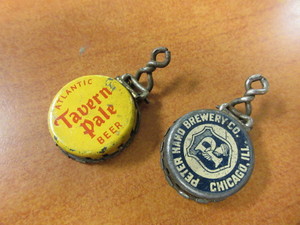 ATLANTIC
Tavern
Pale
BEER
PETER HAND BREWERY CO.
CHICAGO, ILL.